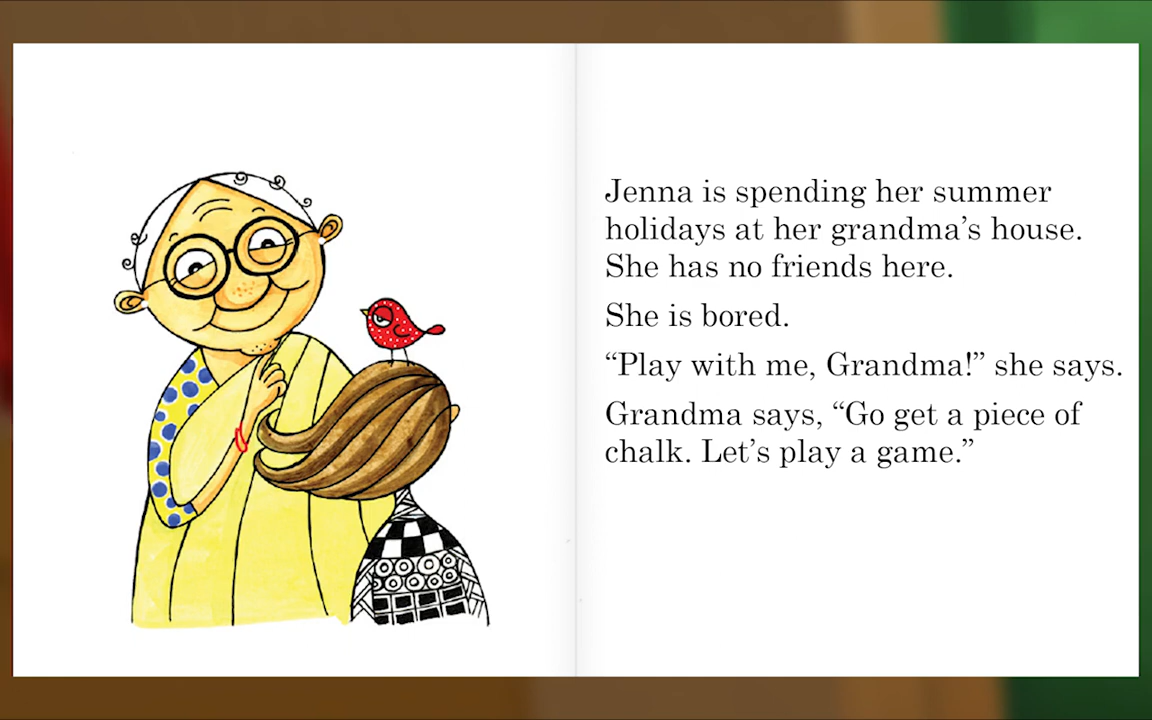 Jenna is spending her summer
holidays at her grandma’s house.
She has no friends here.
She is bored.
“Play with me, Grandma!” she says.
Grandma says, “Go get a piece of
chalk. Let’s play a game.”